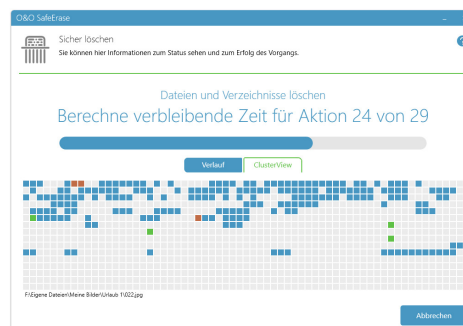 O&O SafeErase
Sicher löschen
Sie können hier Informationen zum Status sehen und zum Erfolg des Vorgangs.
Dateien und Verzeichnisse löschen
Berechne verbleibende Zeit für Aktion 24 von 29
Verlauf
ClusterView
F:\Eigene Dateien\Meine Bilder\Urlaub 1\022.jpg
Abbrechen